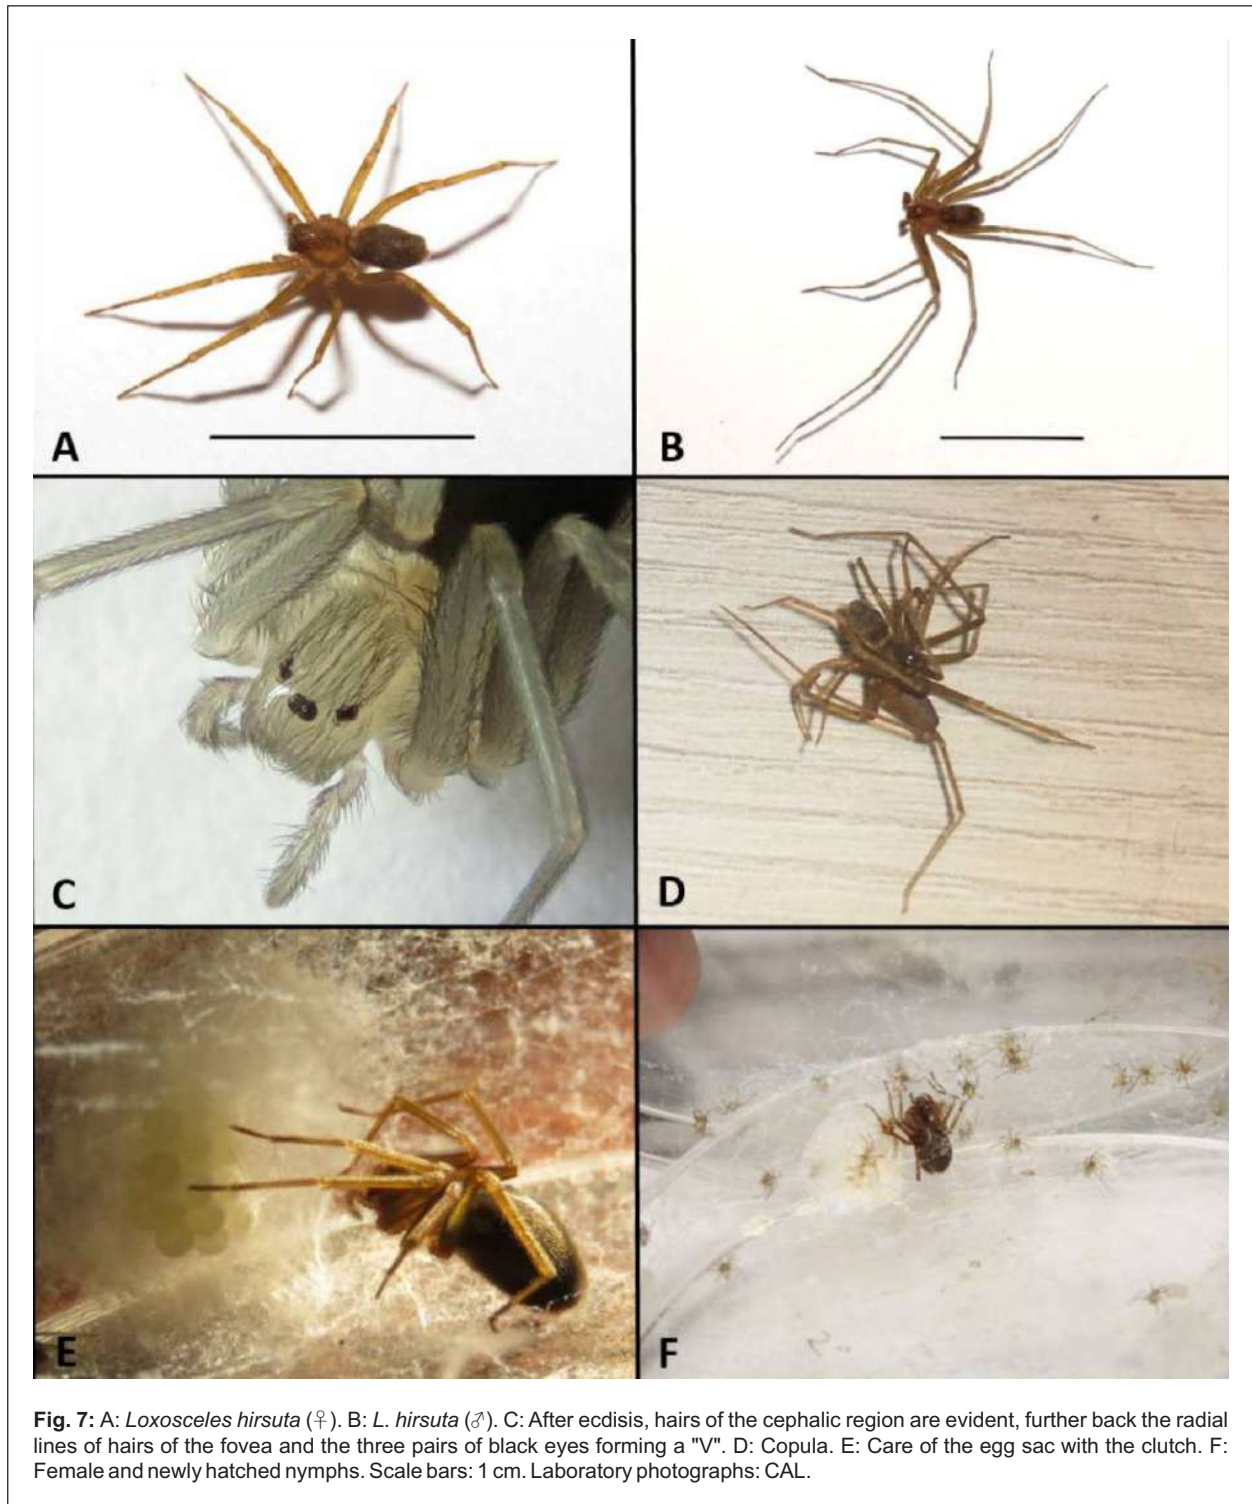 A
B
C
D
E
F
Fig. 7: A: Loxosceles hirsuta (♀). B: L. hirsuta (♂). C: After ecdisis, hairs of the cephalic region are evident, further back the radial
lines of hairs of the fovea and the three pairs of black eyes forming a "V". D: Copula. E: Care of the egg sac with the clutch. F:
Female and newly hatched nymphs. Scale bars: 1 cm. Laboratory photographs: CAL.